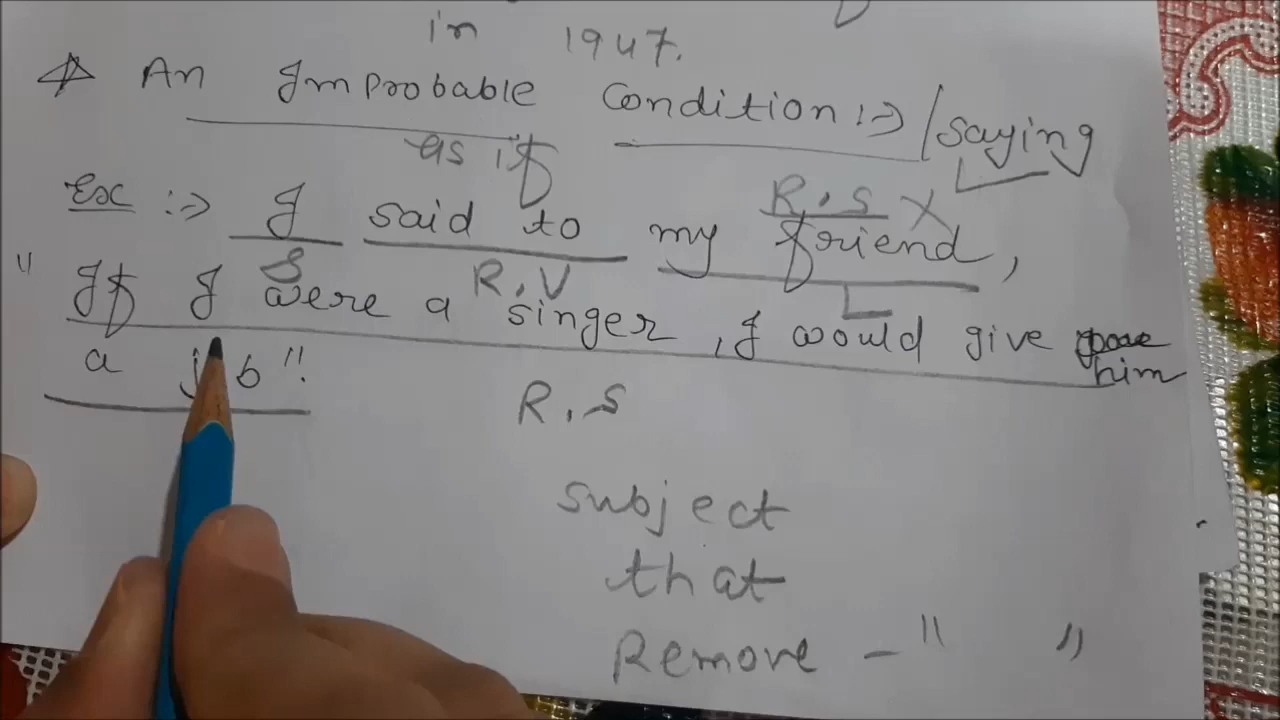 in 1947.
An Improbable Condition :→ / saying
as if
Ex :→ I said to my friend,
R.S X
S R.V
" If I were a singer, I would give him
a job".
R.S
subject
that
Remove - " "